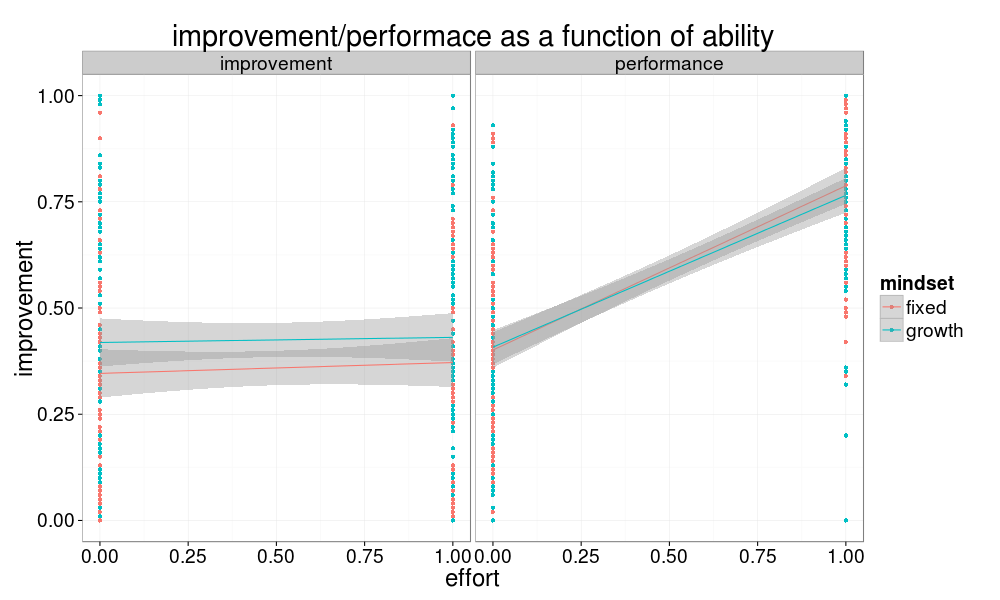 improvement/performace as a function of ability
improvement performance
1.00
0.75
0.50
0.25
0.00
improvement
0.00 0.25 0.50 0.75 1.00 0.00 0.25 0.50 0.75 1.00
effort
mindset
fixed
growth